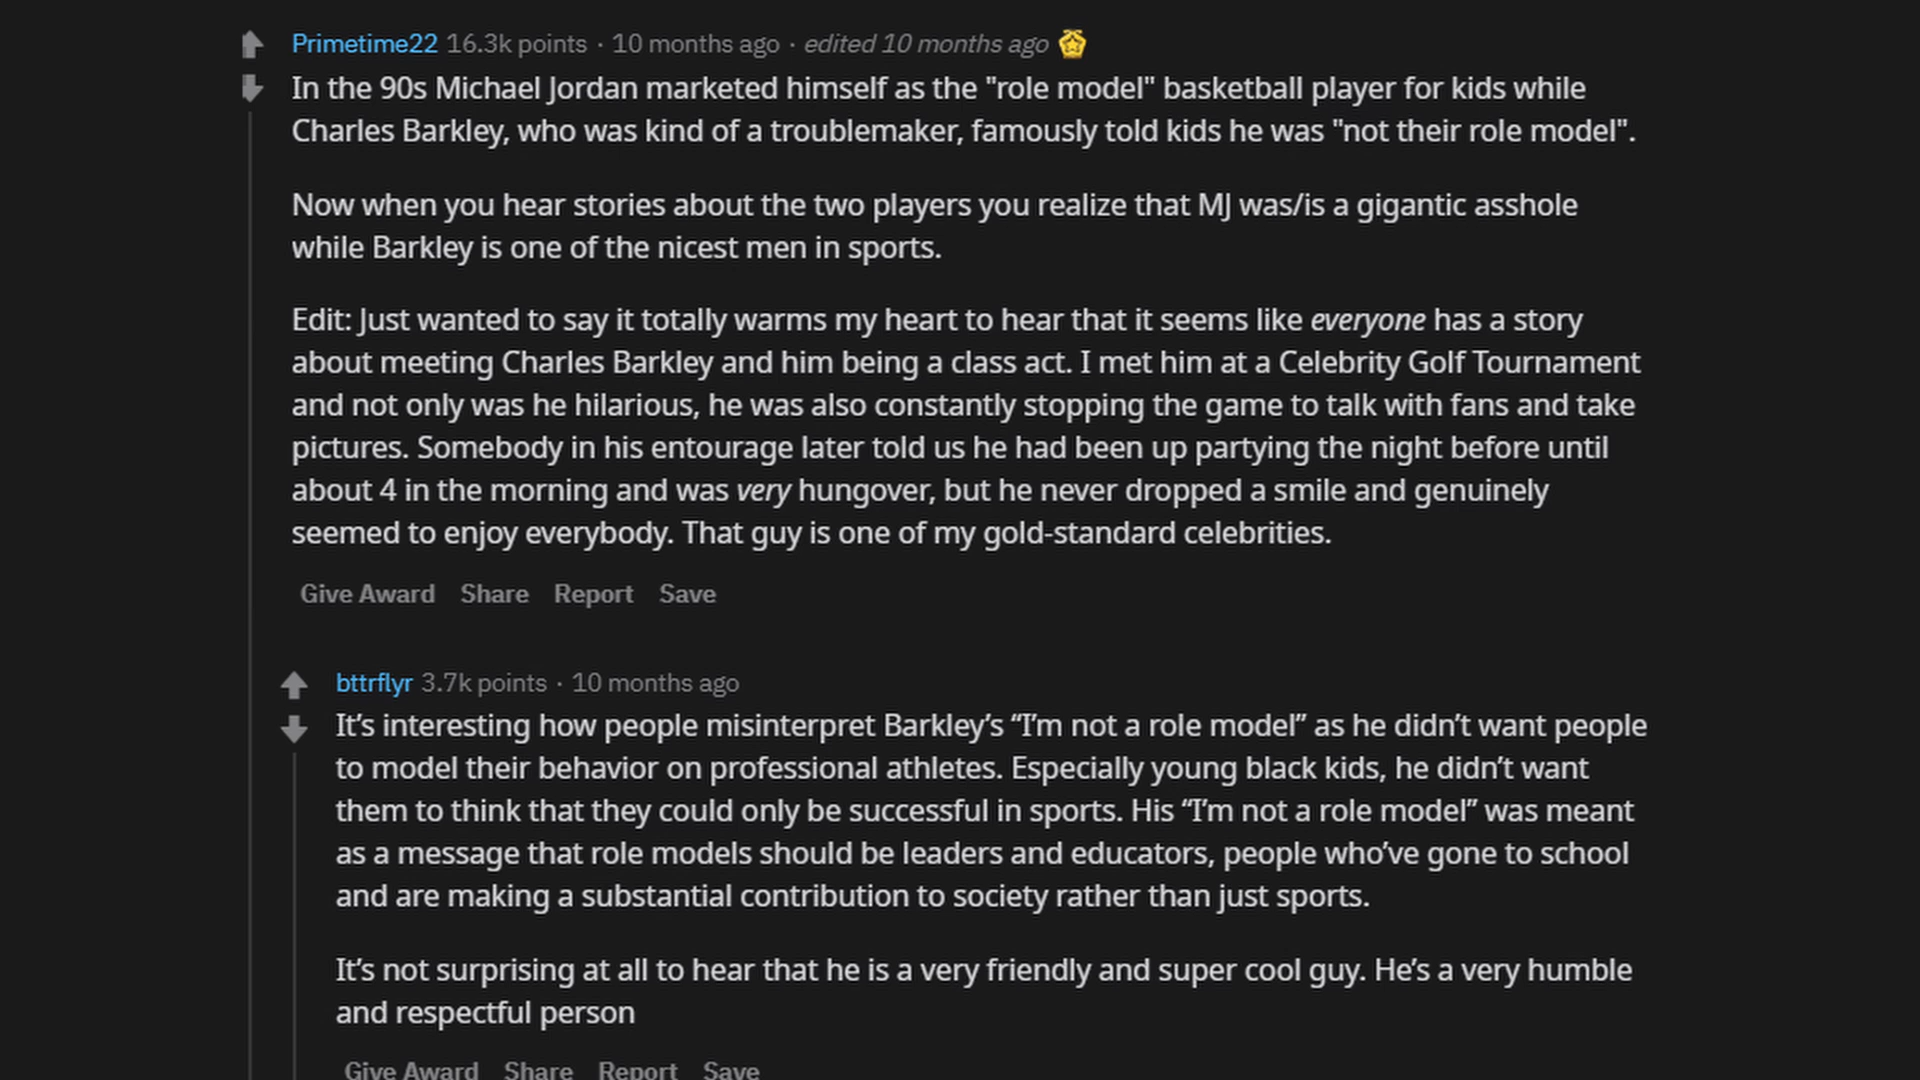 Primetime22 16.3k points · 10 months ago · edited 10 months ago
In the 90s Michael Jordan marketed himself as the "role model" basketball player for kids while
Charles Barkley, who was kind of a troublemaker, famously told kids he was "not their role model".
Now when you hear stories about the two players you realize that MJ was/is a gigantic asshole
while Barkley is one of the nicest men in sports.
Edit: Just wanted to say it totally warms my heart to hear that it seems like everyone has a story
about meeting Charles Barkley and him being a class act. I met him at a Celebrity Golf Tournament
and not only was he hilarious, he was also constantly stopping the game to talk with fans and take
pictures. Somebody in his entourage later told us he had been up partying the night before until
about 4 in the morning and was very hungover, but he never dropped a smile and genuinely
seemed to enjoy everybody. That guy is one of my gold-standard celebrities.
Give Award Share Report Save
bttrflyr 3.7k points · 10 months ago
It’s interesting how people misinterpret Barkley’s “I’m not a role model” as he didn’t want people
to model their behavior on professional athletes. Especially young black kids, he didn’t want
them to think that they could only be successful in sports. His “I’m not a role model” was meant
as a message that role models should be leaders and educators, people who’ve gone to school
and are making a substantial contribution to society rather than just sports.
It’s not surprising at all to hear that he is a very friendly and super cool guy. He’s a very humble
and respectful person
Give Award Share Report Save